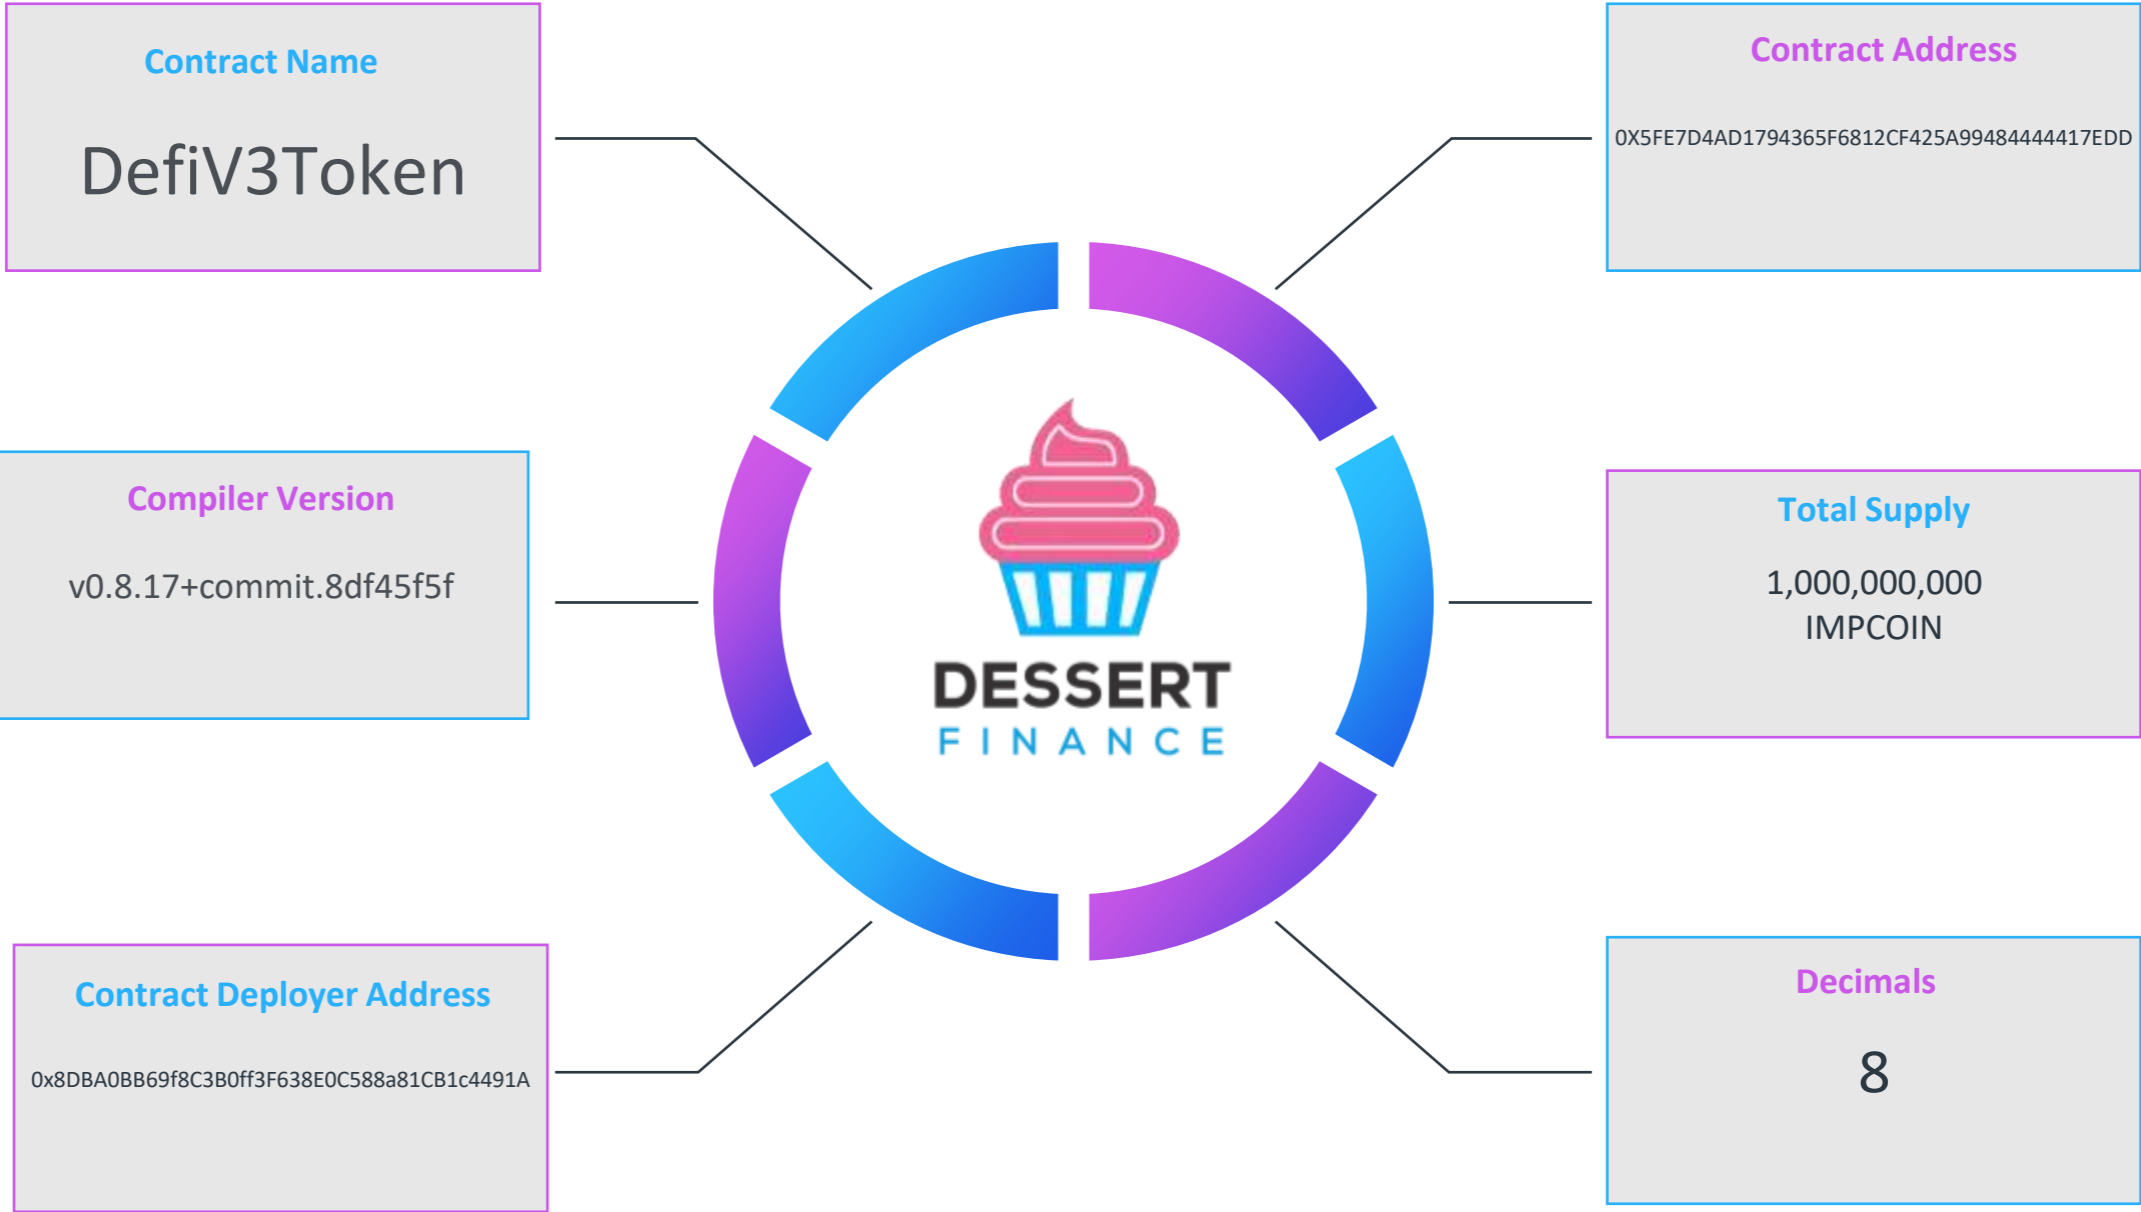 Contract Name
DefiV3Token
Contract Address
0X5FE7D4AD1794365F6812CF425A99484444417EDD
Compiler Version
v0.8.17+commit.8df45f5f
Total Supply
1,000,000,000
IMPCOIN
DESSERT
FINANCE
Contract Deployer Address
0x8DBA0BB69f8C3B0ff3F638E0C588a81CB1c4491A
Decimals
8